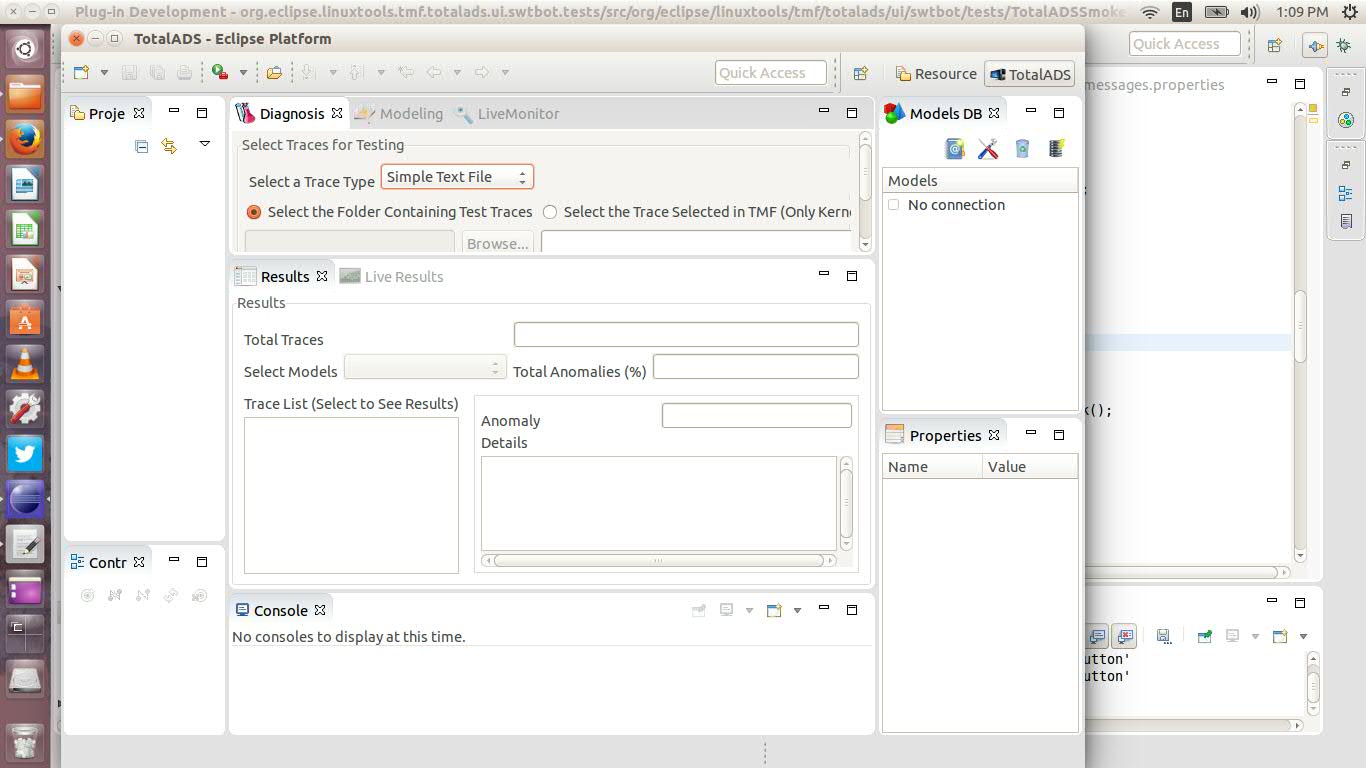 Plug-in Development - org.eclipse.linuxtools.tmf.totalads.ui.swtbot.tests/src/org/eclipse/linuxtools/tmf/totalads/ui/swtbot/tests/TotalADSSmoke
En
1:09 PM
TotalADS - Eclipse Platform
Quick Access
Quick Access
Resource
TotalADS
messages.properties
Proje
Diagnosis
Modeling
LiveMonitor
Models DB
Select Traces for Testing
Select a Trace Type
Simple Text File
Models
No connection
Select the Folder Containing Test Traces
Select the Trace Selected in TMF (Only Kern
Browse...
Results
Live Results
Results
Total Traces
Select Models
Total Anomalies (%)
Trace List (Select to See Results)
Anomaly
Details
k();
Properties
Name
Value
Contr
Console
No consoles to display at this time.
utton'
utton'